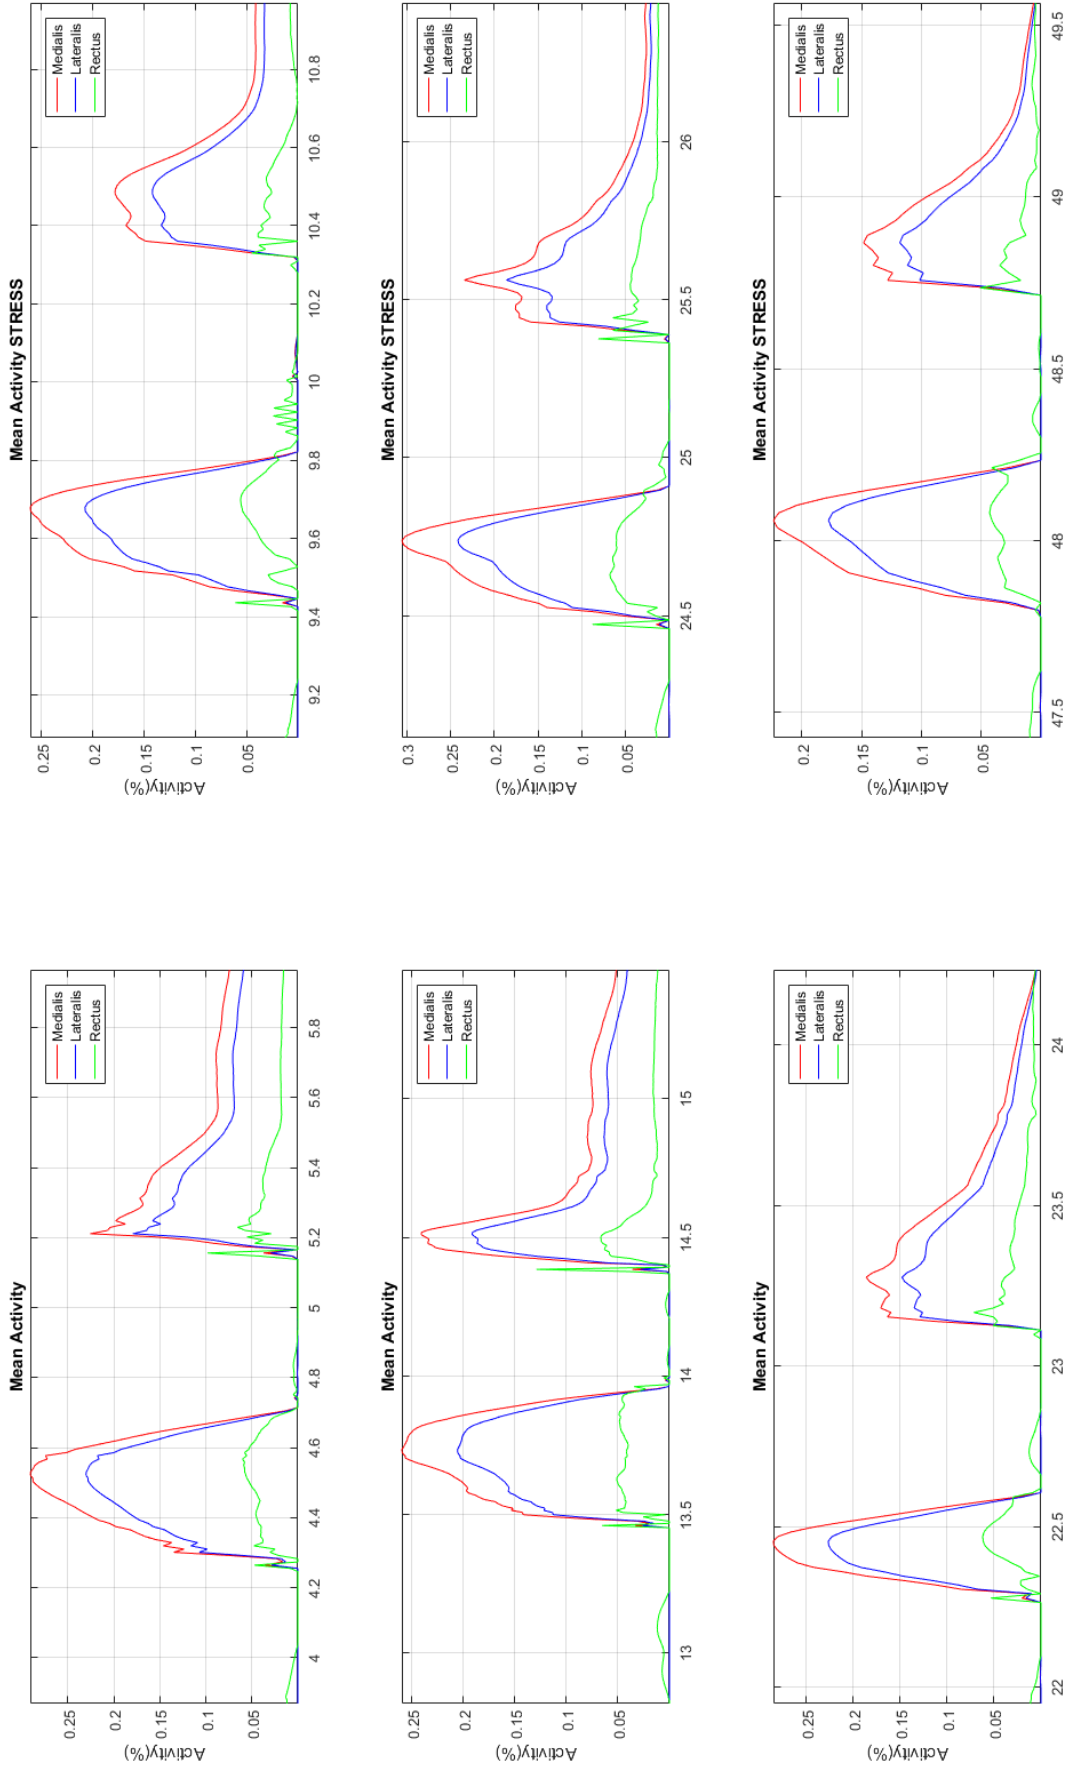 Mean Activity
Activity(%)
0.25
0.2
0.15
0.1
0.05
4 4.2 4.4 4.6 4.8 5 5.2 5.4 5.6 5.8
Medialis
Lateralis
Rectus
Mean Activity STRESS
Activity(%)
0.25
0.2
0.15
0.1
0.05
9.2 9.4 9.6 9.8 10 10.2 10.4 10.6 10.8
Medialis
Lateralis
Rectus
Mean Activity
Activity(%)
0.2
0.15
0.1
0.05
13 13.5 14 14.5 15
Medialis
Lateralis
Rectus
Mean Activity STRESS
Activity(%)
0.3
0.25
0.2
0.15
0.1
0.05
24.5 25 25.5 26
Medialis
Lateralis
Rectus
Mean Activity
Activity(%)
0.25
0.2
0.15
0.1
0.05
22 22.5 23 23.5 24
Medialis
Lateralis
Rectus
Mean Activity STRESS
Activity(%)
0.2
0.15
0.1
0.05
47.5 48 48.5 49 49.5
Medialis
Lateralis
Rectus